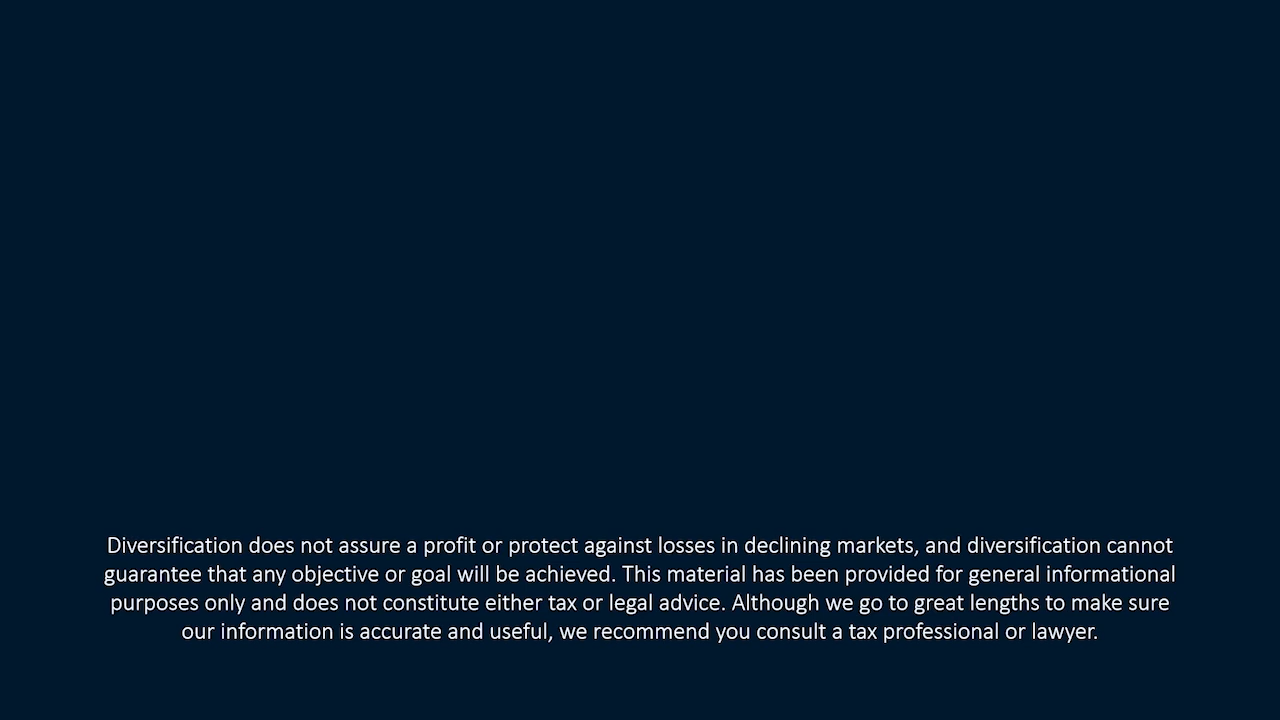 Diversification does not assure a profit or protect against losses in declining markets, and diversification cannot
guarantee that any objective or goal will be achieved. This material has been provided for general informational
purposes only and does not constitute either tax or legal advice. Although we go to great lengths to make sure
our information is accurate and useful, we recommend you consult a tax professional or lawyer.